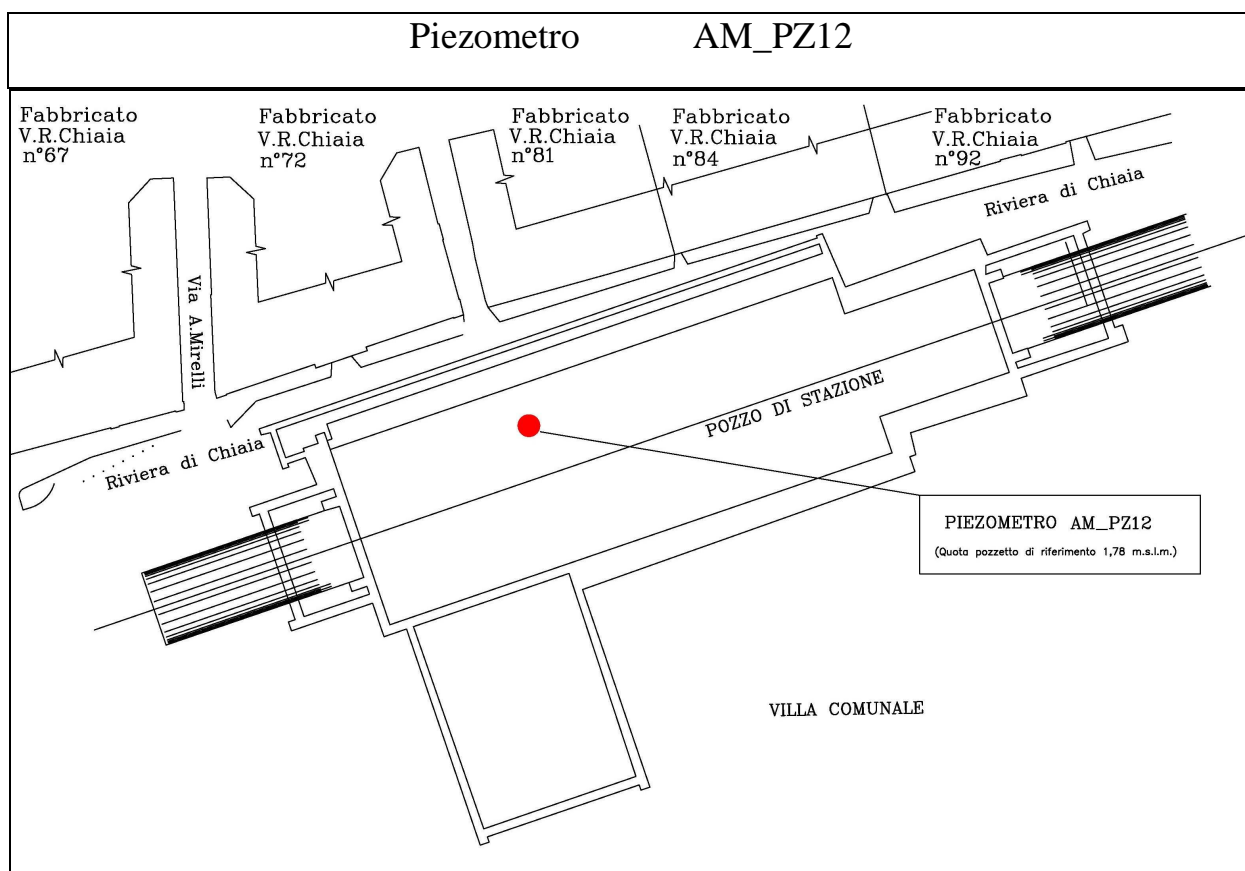 Piezometro AM_PZ12
Fabbricato
V.R.Chiaia
n°67
Fabbricato
V.R.Chiaia
n°72
Fabbricato
V.R.Chiaia
n°81
Fabbricato
V.R.Chiaia
n°84
Fabbricato
V.R.Chiaia
n°92
Riviera di Chiaia
Via A.Mirelli
POZZO DI STAZIONE
Riviera di Chiaia
PIEZOMETRO AM_PZ12
(Quota pozzetto di riferimento 1,78 m.s.l.m.)
VILLA COMUNALE